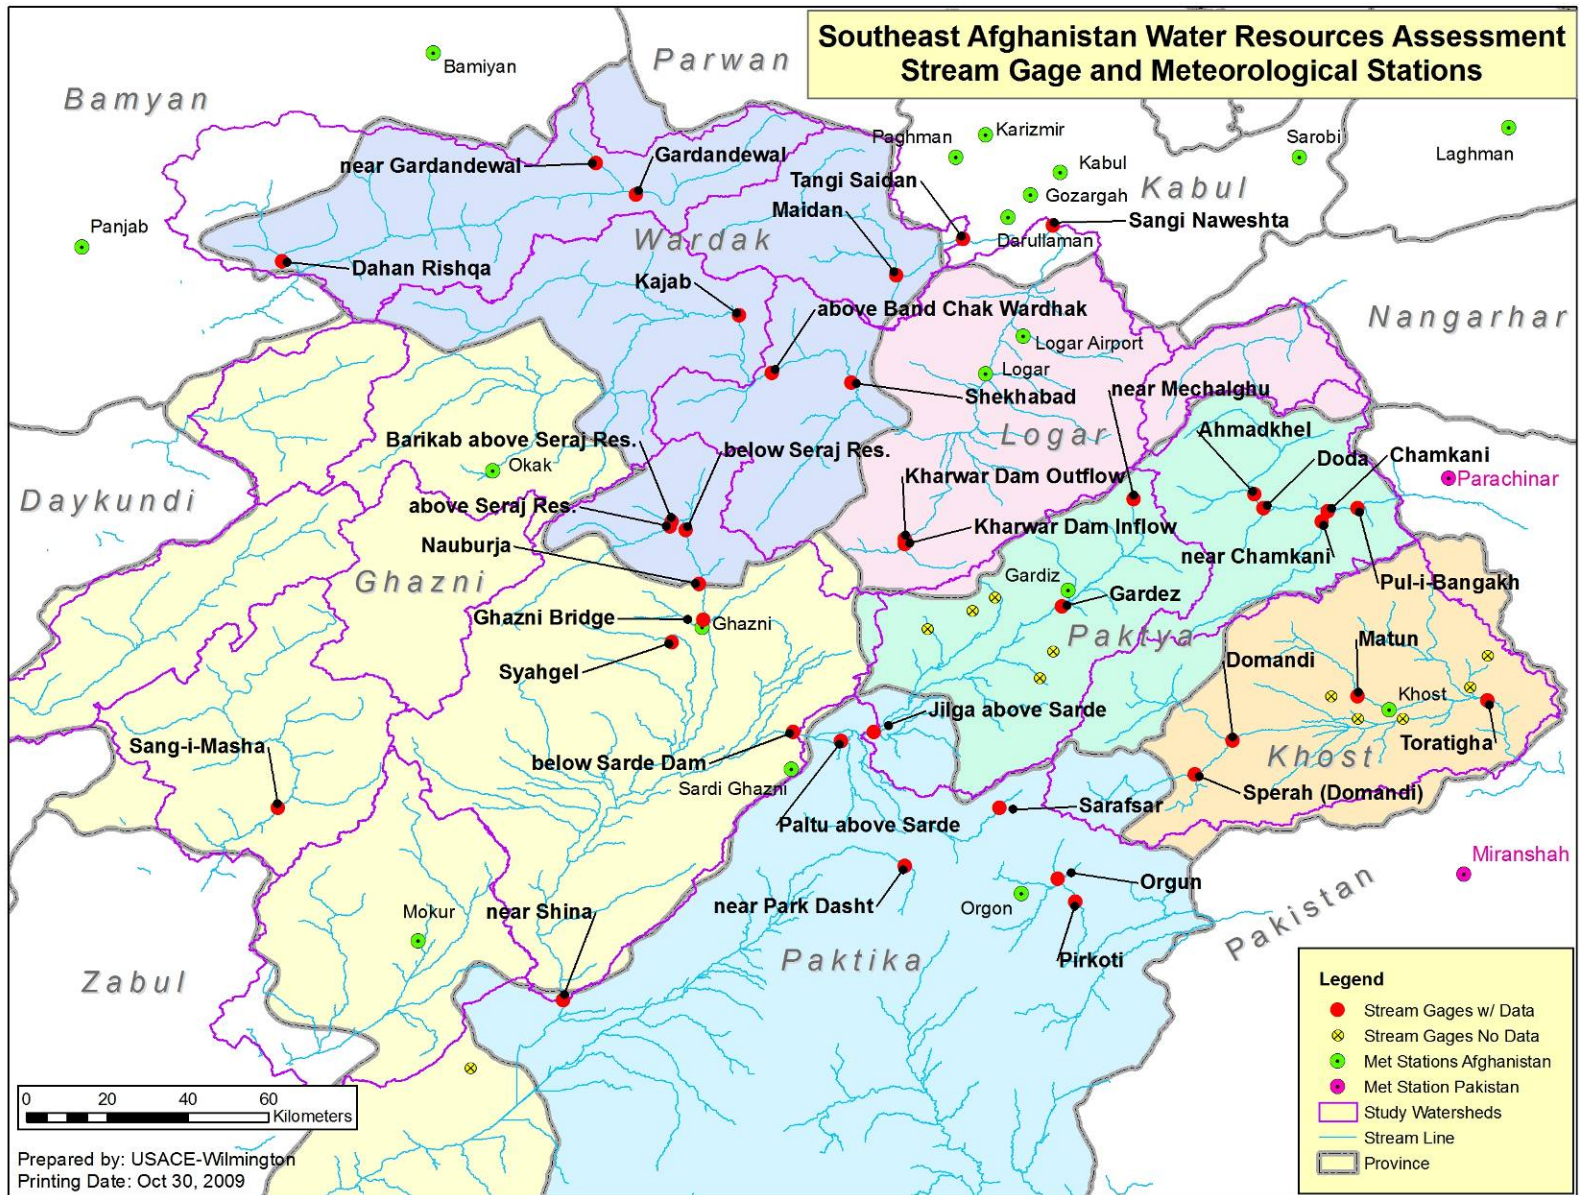 Southeast Afghanistan Water Resources Assessment
Stream Gage and Meteorological Stations
Parwan
Bamiyan
Bamyan
Paghman
Karizmir
Sarobi
Laghman
near Gardandewal
Gardandewal
Kabul
Tangi Saidan
Gozargah
Kabul
Maidan
Sangi Naweshta
Panjab
Wardak
Darullaman
Dahan Rishqa
Kajab
above Band Chak Wardhak
Nangarhar
Logar Airport
Logar
near Mechalghu
Shekhabad
Logar
Ahmadkhel
Barikab above Seraj Res.
below Seraj Res.
Doda
Chamkani
Okak
Kharwar Dam Outflow
Parachinar
Daykundi
above Seraj Res.
Kharwar Dam Inflow
Nauburja
near Chamkani
Ghazni
Gardiz
Pul-i-Bangakh
Gardez
Ghazni Bridge
Ghazni
Paktya
Matun
Syahgel
Domandi
Khost
Jilga above Sarde
Sang-i-Masha
Toratigha
below Sarde Dam
Khost
Sardi Ghazni
Sperah (Domandi)
Sarafsar
Paltu above Sarde
Miranshah
Orgun
near Park Dasht
Orgon
Mokur
near Shina
Pakistan
Pirkoti
Paktika
Zabul
Legend
Stream Gages w/ Data
Stream Gages No Data
Met Stations Afghanistan
Met Station Pakistan
Study Watersheds
Stream Line
Province
0 20 40 60
Kilometers
Prepared by: USACE-Wilmington
Printing Date: Oct 30, 2009